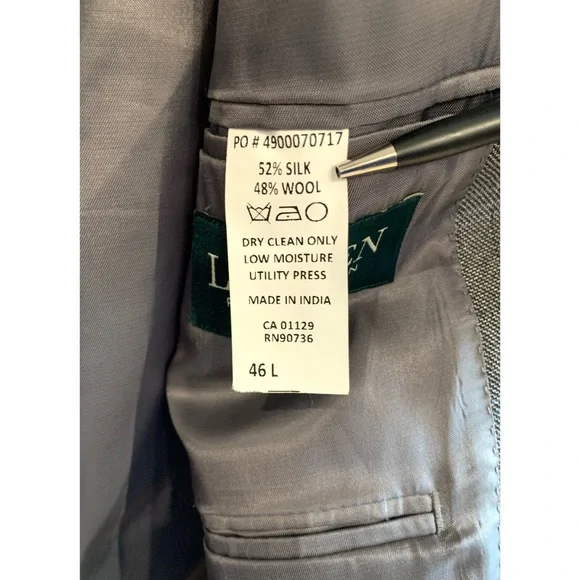 PO # 4900070717
52% SILK
48% WOOL
DRY CLEAN ONLY
LOW MOISTURE
UTILITY PRESS
MADE IN INDIA
CA 01129
RN90736
46 L